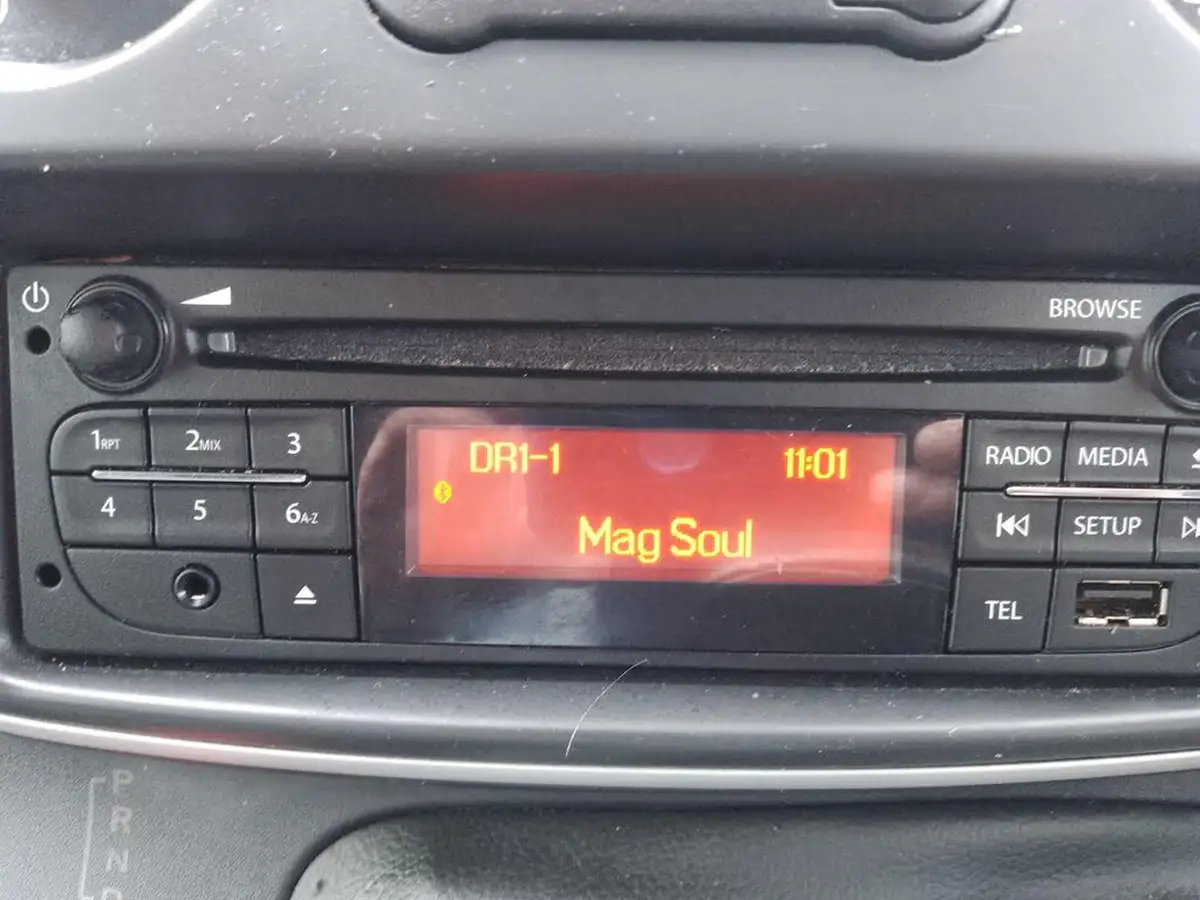 BROWSE
1RPT 2MIX 3
4 5 6A-Z
DR1-1 11:01
Mag Soul
RADIO MEDIA
SETUP
TEL
P
R
N
D